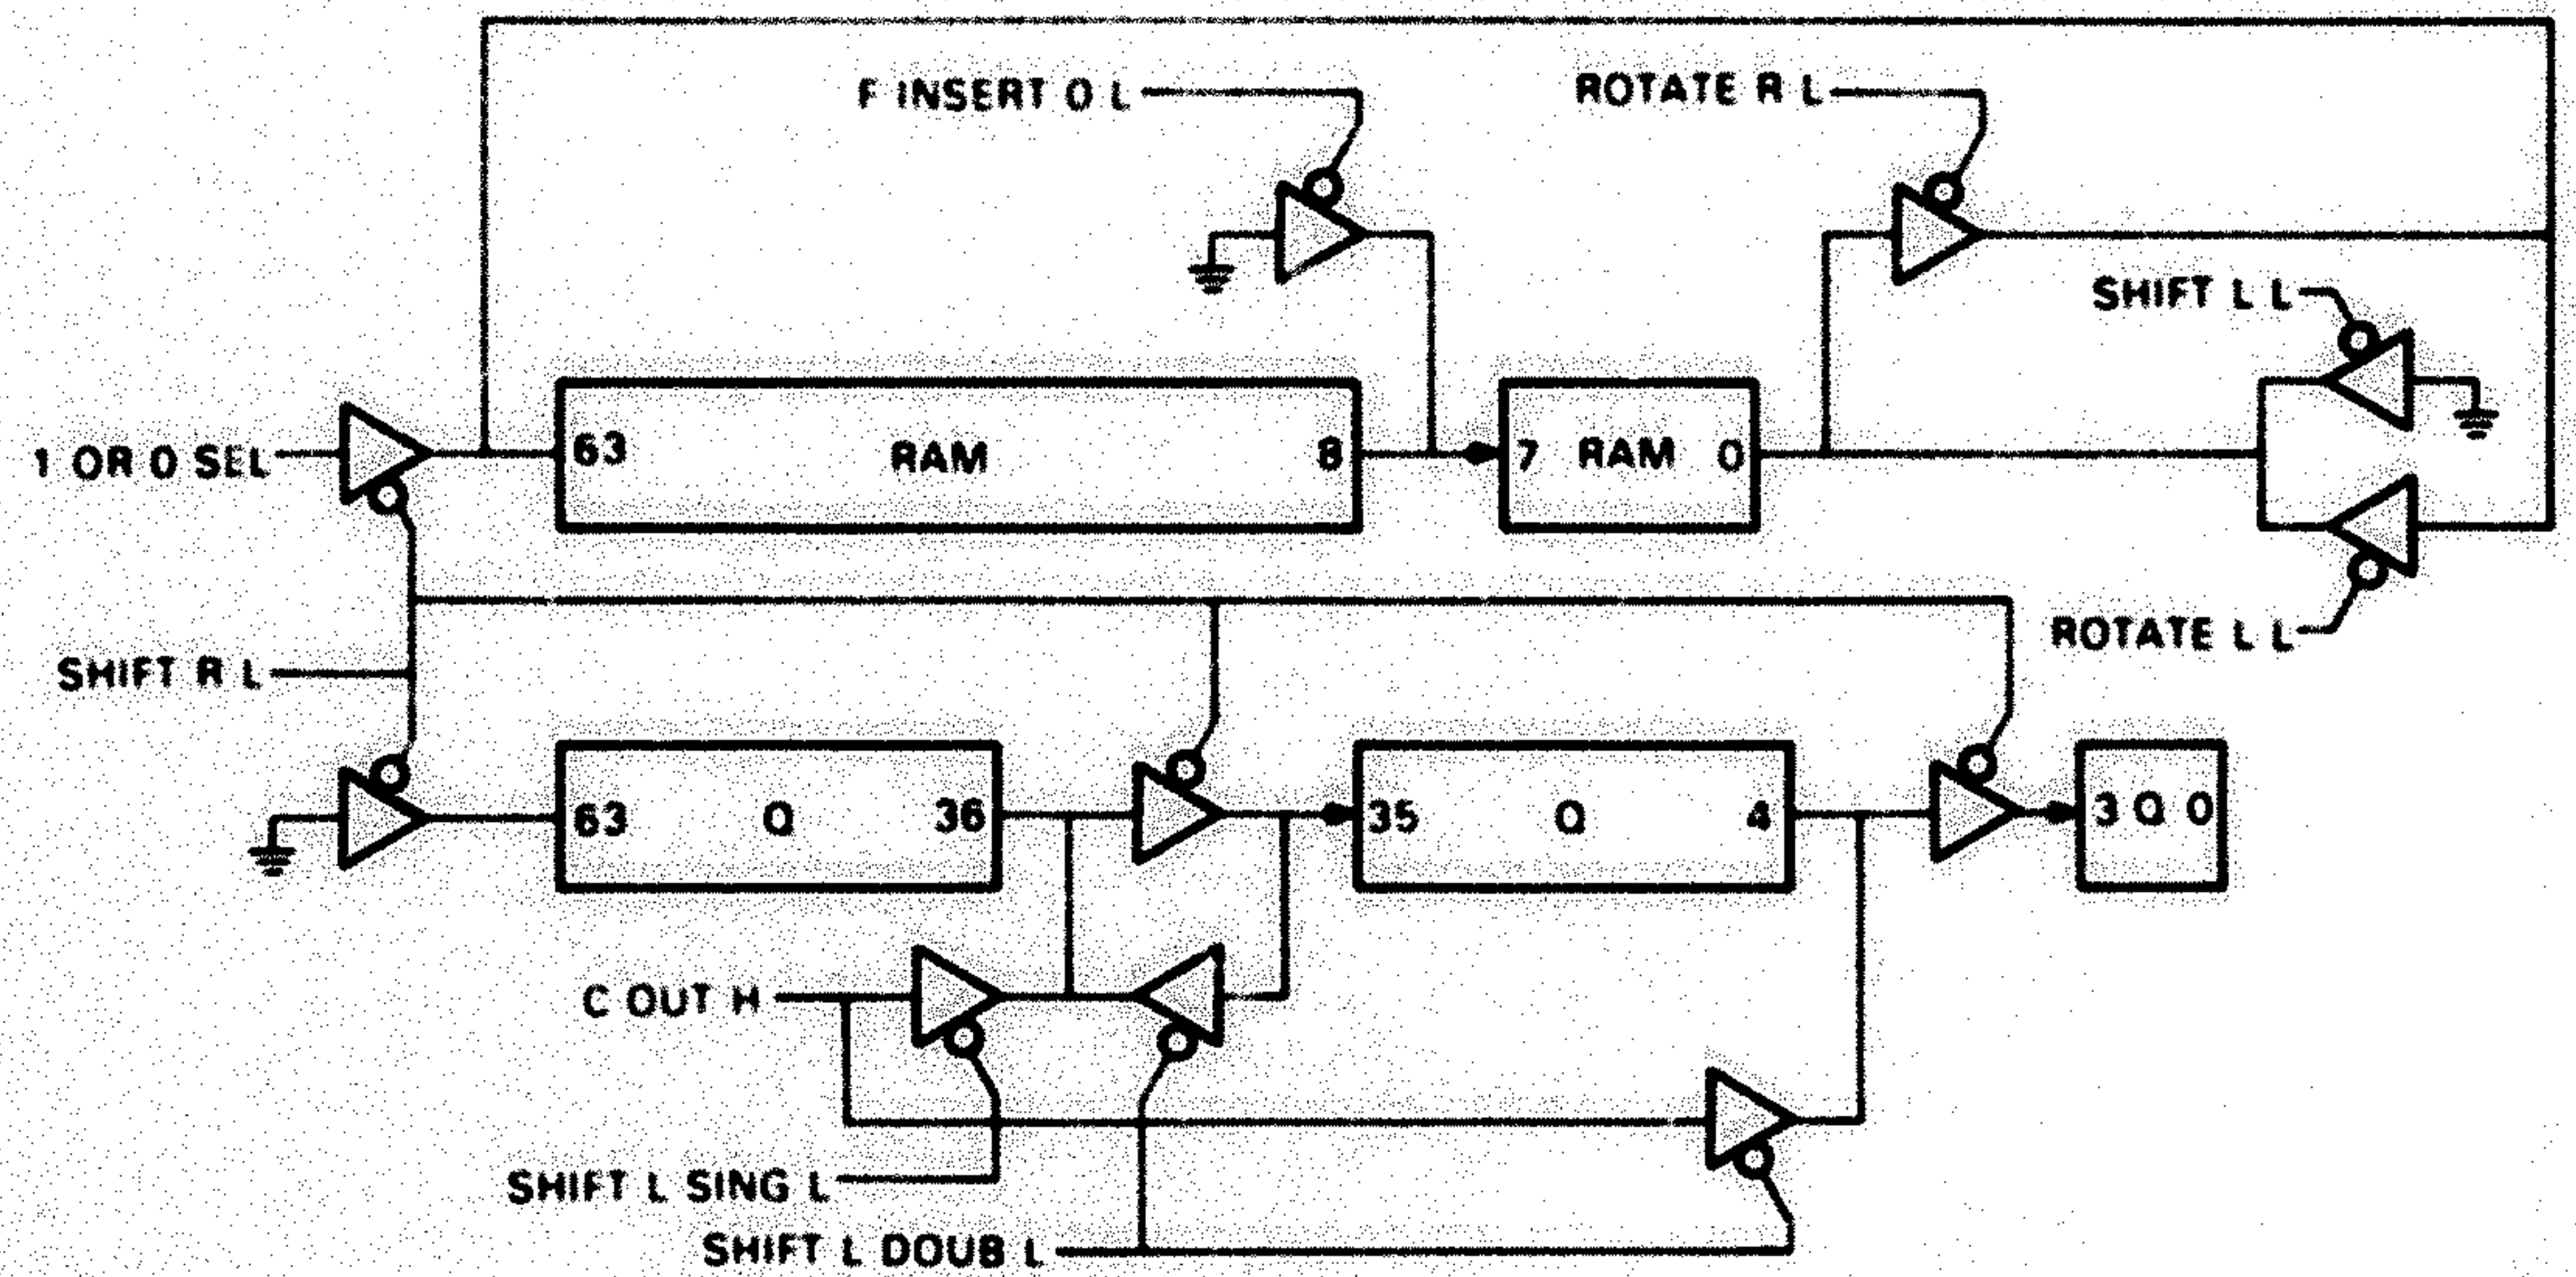 F INSERT 0 L
ROTATE R L
SHIFT L L
1 OR 0 SEL
63 RAM 8
7 RAM 0
ROTATE L L
SHIFT R L
63 Q 36
35 Q 4
3 Q 0
C OUT H
SHIFT L SING L
SHIFT L DOUB L